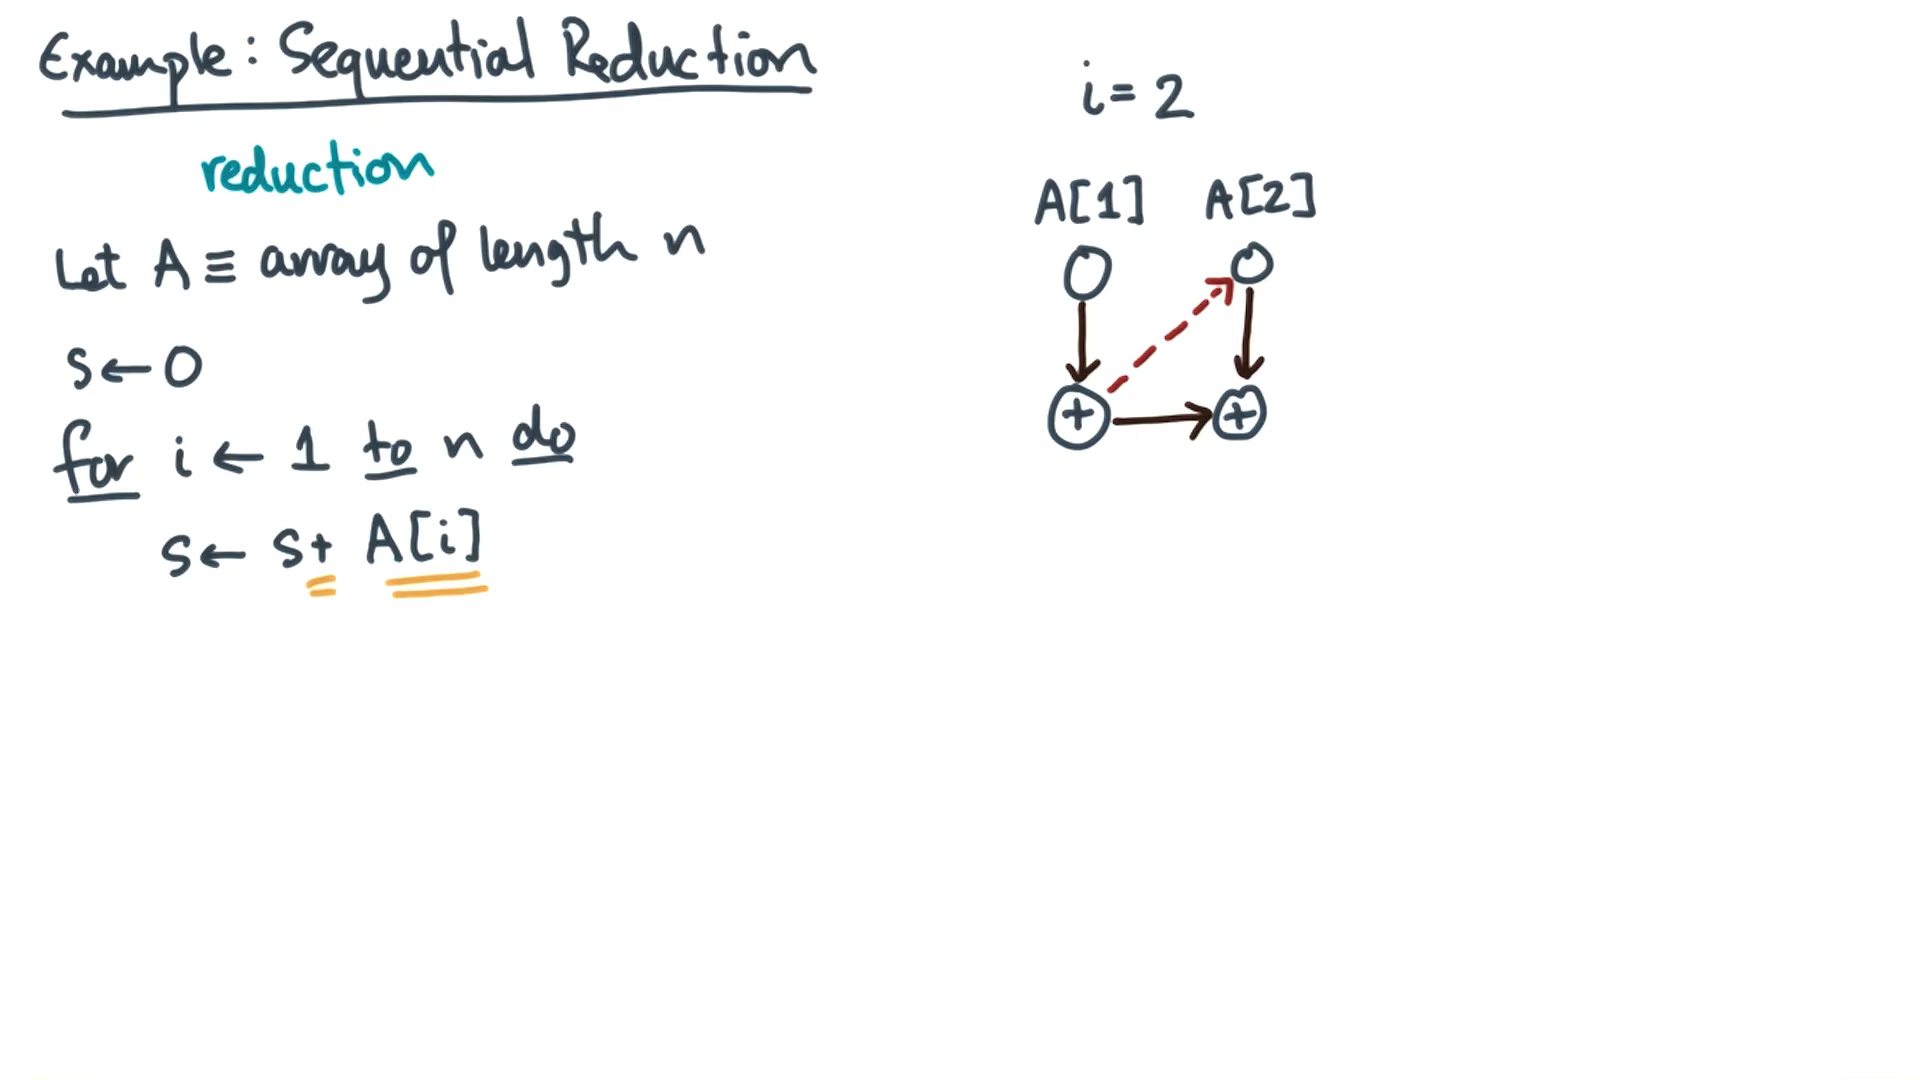 Example: Sequential Reduction
reduction
Let A ≡ array of length n
s ← 0
for i ← 1 to n do
s ← s + A[i]
i = 2
A[1] A[2]
+ +